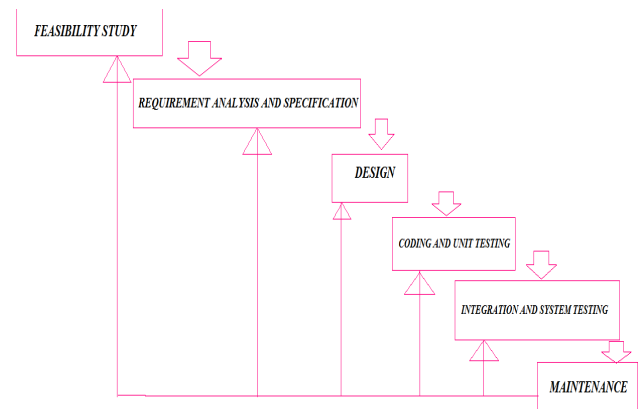 FEASIBILITY STUDY
REQUIREMENT ANALYSIS AND SPECIFICATION
DESIGN
CODING AND UNIT TESTING
INTEGRATION AND SYSTEM TESTING
MAINTENANCE